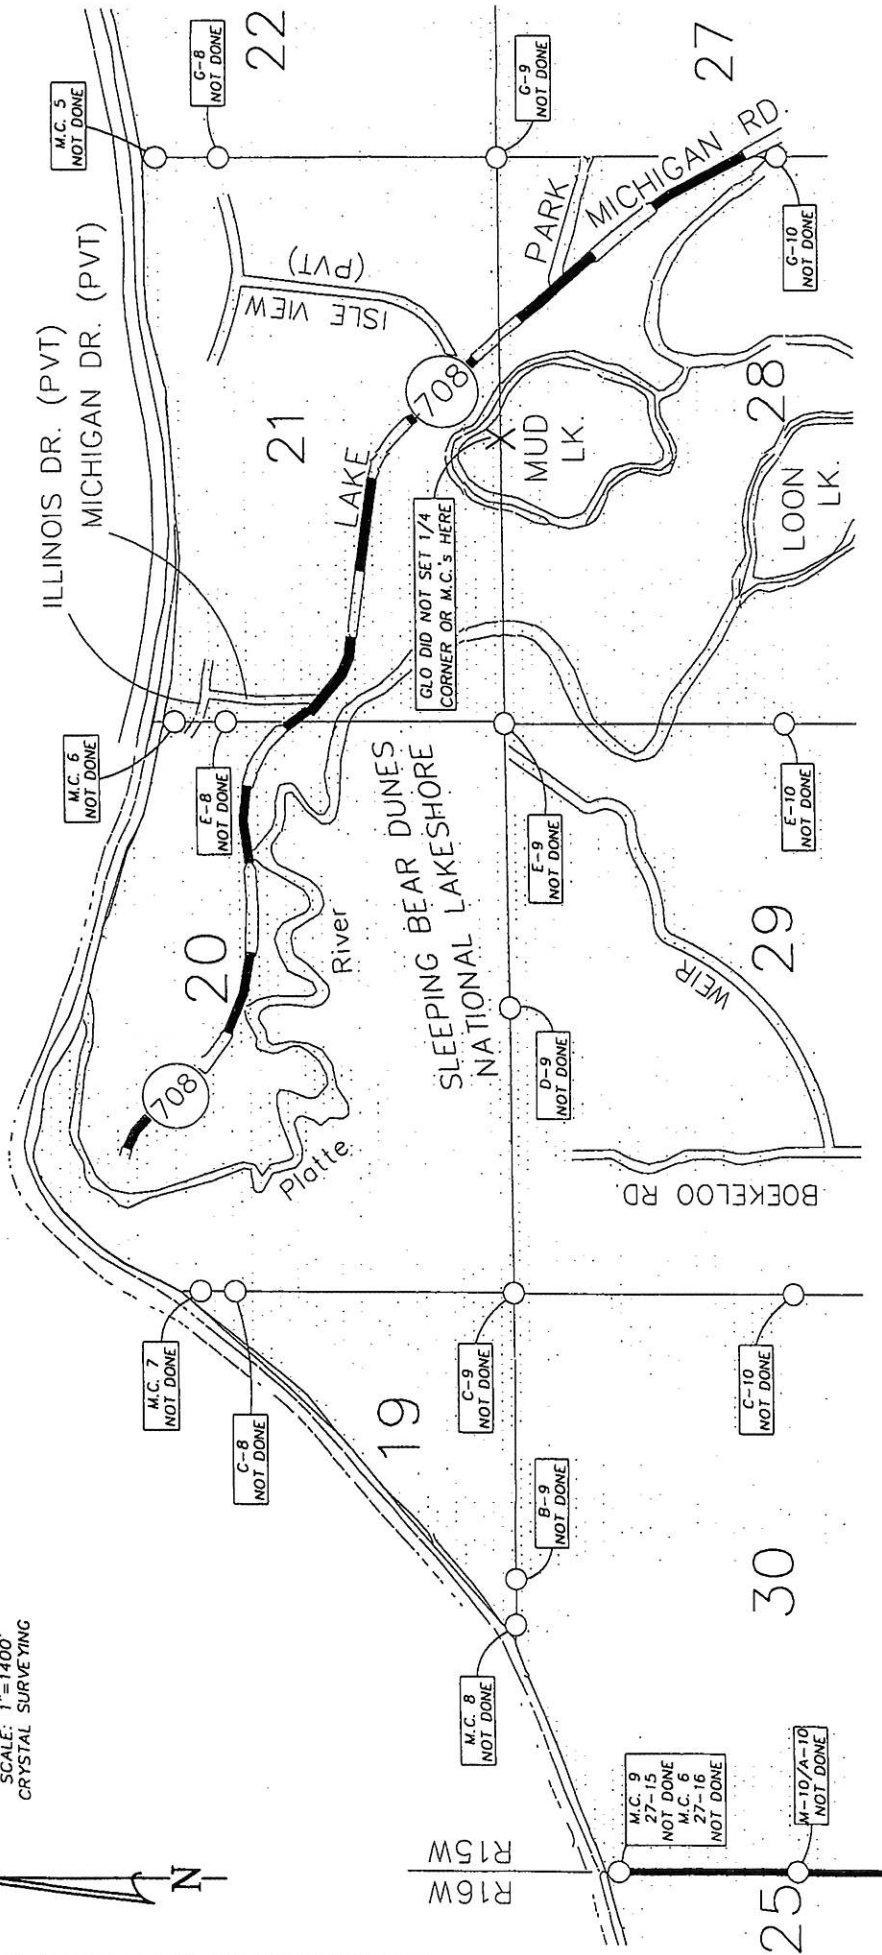 SCALE: 1"=1400'
CRYSTAL SURVEYING
N
R16W
R15W
25
M.C. 9
27-15
NOT DONE
M.C. 6
27-16
NOT DONE
M-10/A-10
NOT DONE
M.C. 8
NOT DONE
B-9
NOT DONE
30
19
M.C. 7
NOT DONE
C-8
NOT DONE
C-9
NOT DONE
C-10
NOT DONE
BOEKELOO RD.
WEIR
29
D-9
NOT DONE
Platte
River
708
20
SLEEPING BEAR DUNES
NATIONAL LAKESHORE
M.C. 6
NOT DONE
E-8
NOT DONE
E-9
NOT DONE
E-10
NOT DONE
ILLINOIS DR. (PVT)
MICHIGAN DR. (PVT)
21
LAKE
708
MICHIGAN RD
PARK
ISLE VIEW
(PVT)
GLO DID NOT SET 1/4
CORNER OR M.C.'s HERE
MUD
LK.
LOON
LK.
28
M.C. 5
NOT DONE
G-8
NOT DONE
G-9
NOT DONE
G-10
NOT DONE
22
27